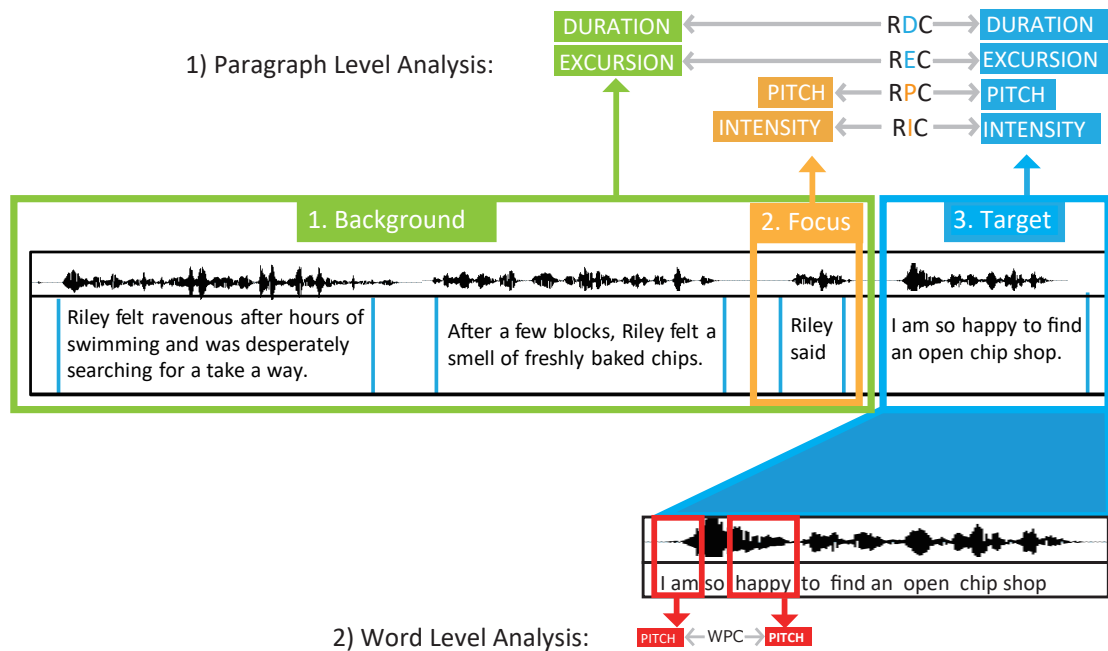 DURATION RDC DURATION
1) Paragraph Level Analysis: EXCURSION REC EXCURSION
PITCH RPC PITCH
INTENSITY RIC INTENSITY
1. Background 2. Focus 3. Target
Riley felt ravenous after hours of
swimming and was desperately
searching for a take a way.
After a few blocks, Riley felt a
smell of freshly baked chips.
Riley
said
I am so happy to find
an open chip shop.
I am so happy to find an open chip shop
2) Word Level Analysis: PITCH WPC PITCH